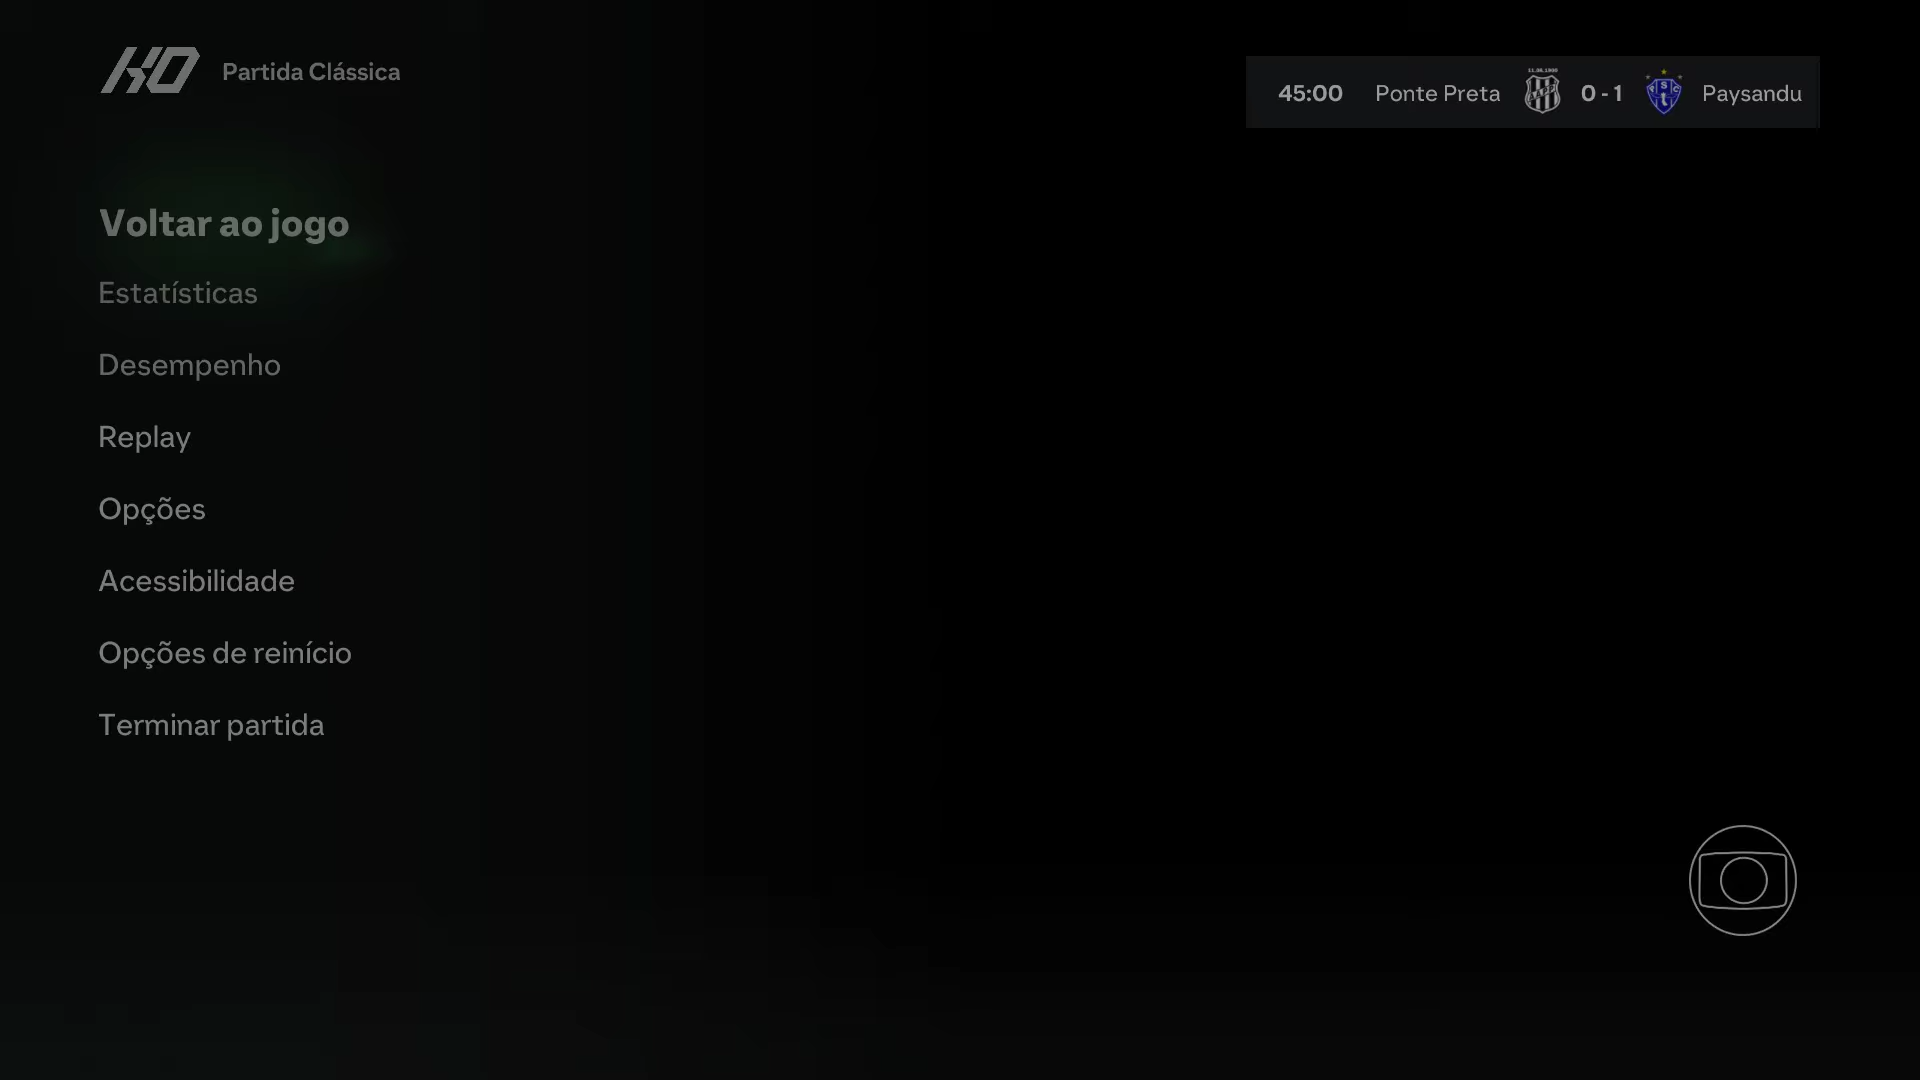 KO Partida Clássica
45:00 Ponte Preta 0 - 1 Paysandu
Voltar ao jogo
Estatísticas
Desempenho
Replay
Opções
Acessibilidade
Opções de reinício
Terminar partida